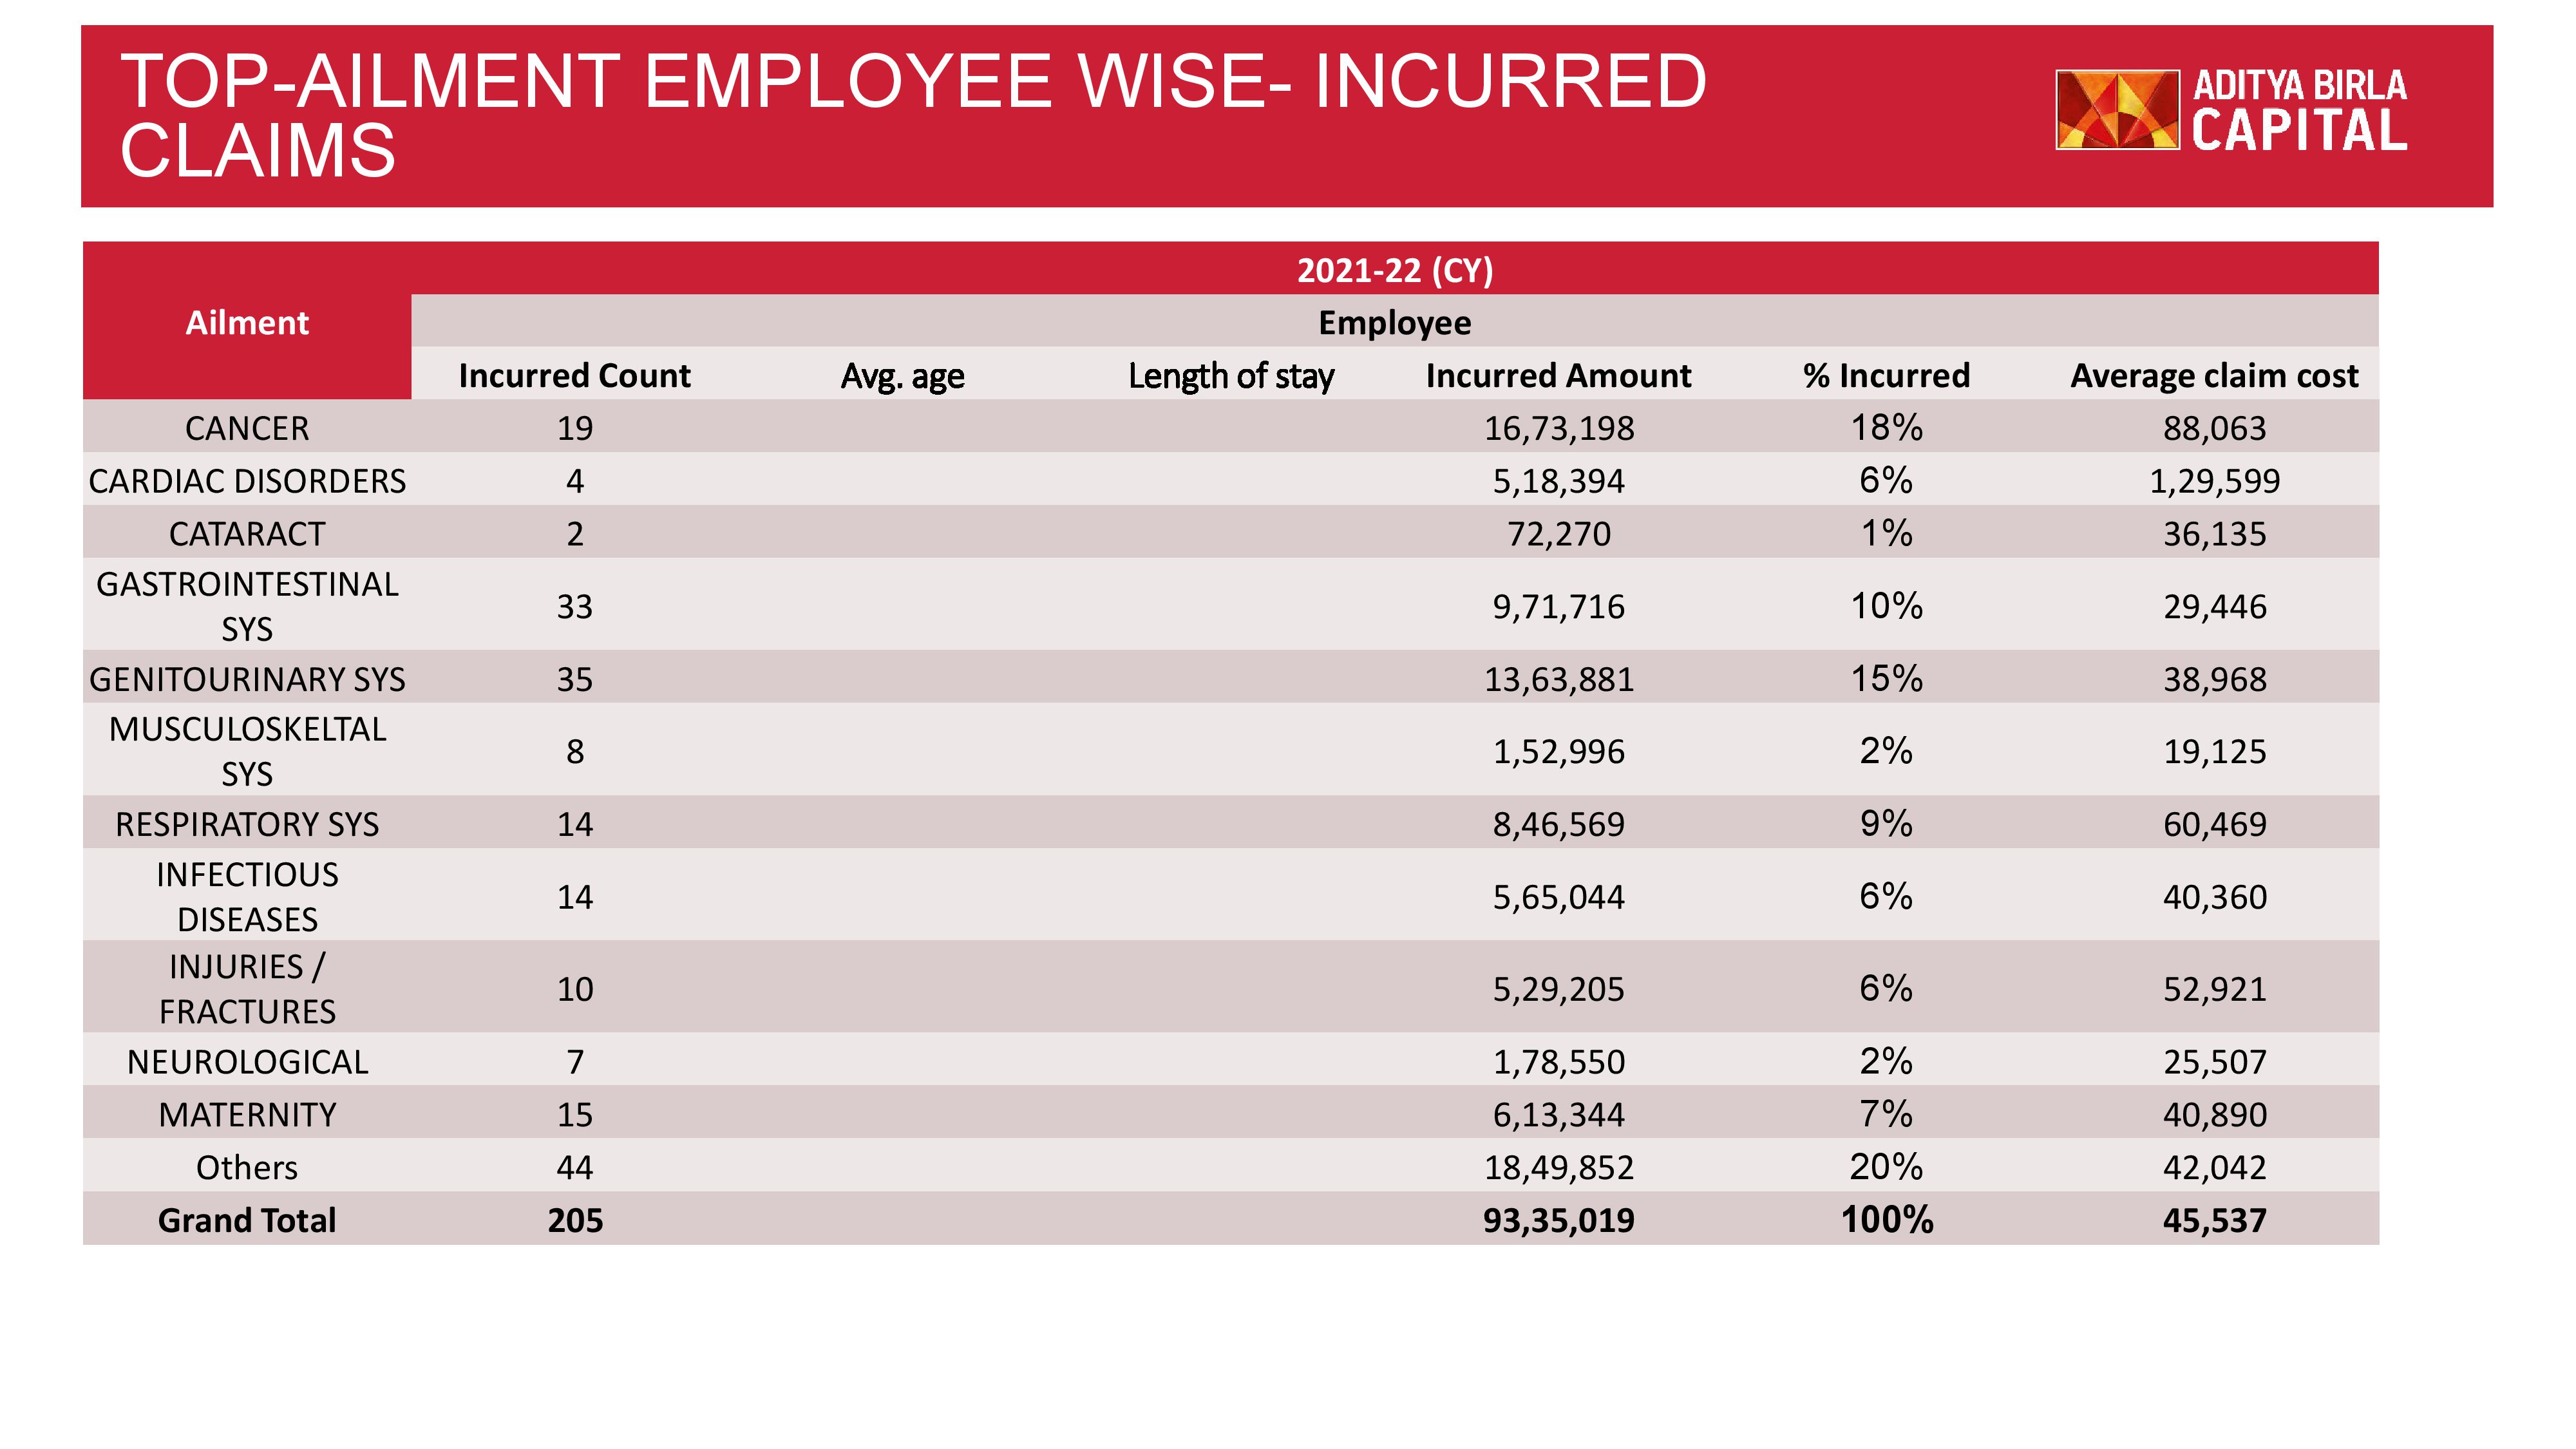 TOP-AILMENT EMPLOYEE WISE- INCURRED
CLAIMS
ADITYA BIRLA
CAPITAL
2021-22 (CY)
Ailment
Employee
Incurred Count Avg. age Length of stay Incurred Amount % Incurred Average claim cost
CANCER 19 16,73,198 18% 88,063
CARDIAC DISORDERS 4 5,18,394 6% 1,29,599
CATARACT 2 72,270 1% 36,135
GASTROINTESTINAL
SYS
33 9,71,716 10% 29,446
GENITOURINARY SYS 35 13,63,881 15% 38,968
MUSCULOSKELTAL
SYS
8 1,52,996 2% 19,125
RESPIRATORY SYS 14 8,46,569 9% 60,469
INFECTIOUS
DISEASES
14 5,65,044 6% 40,360
INJURIES /
FRACTURES
10 5,29,205 6% 52,921
NEUROLOGICAL 7 1,78,550 2% 25,507
MATERNITY 15 6,13,344 7% 40,890
Others 44 18,49,852 20% 42,042
Grand Total 205 93,35,019 100% 45,537